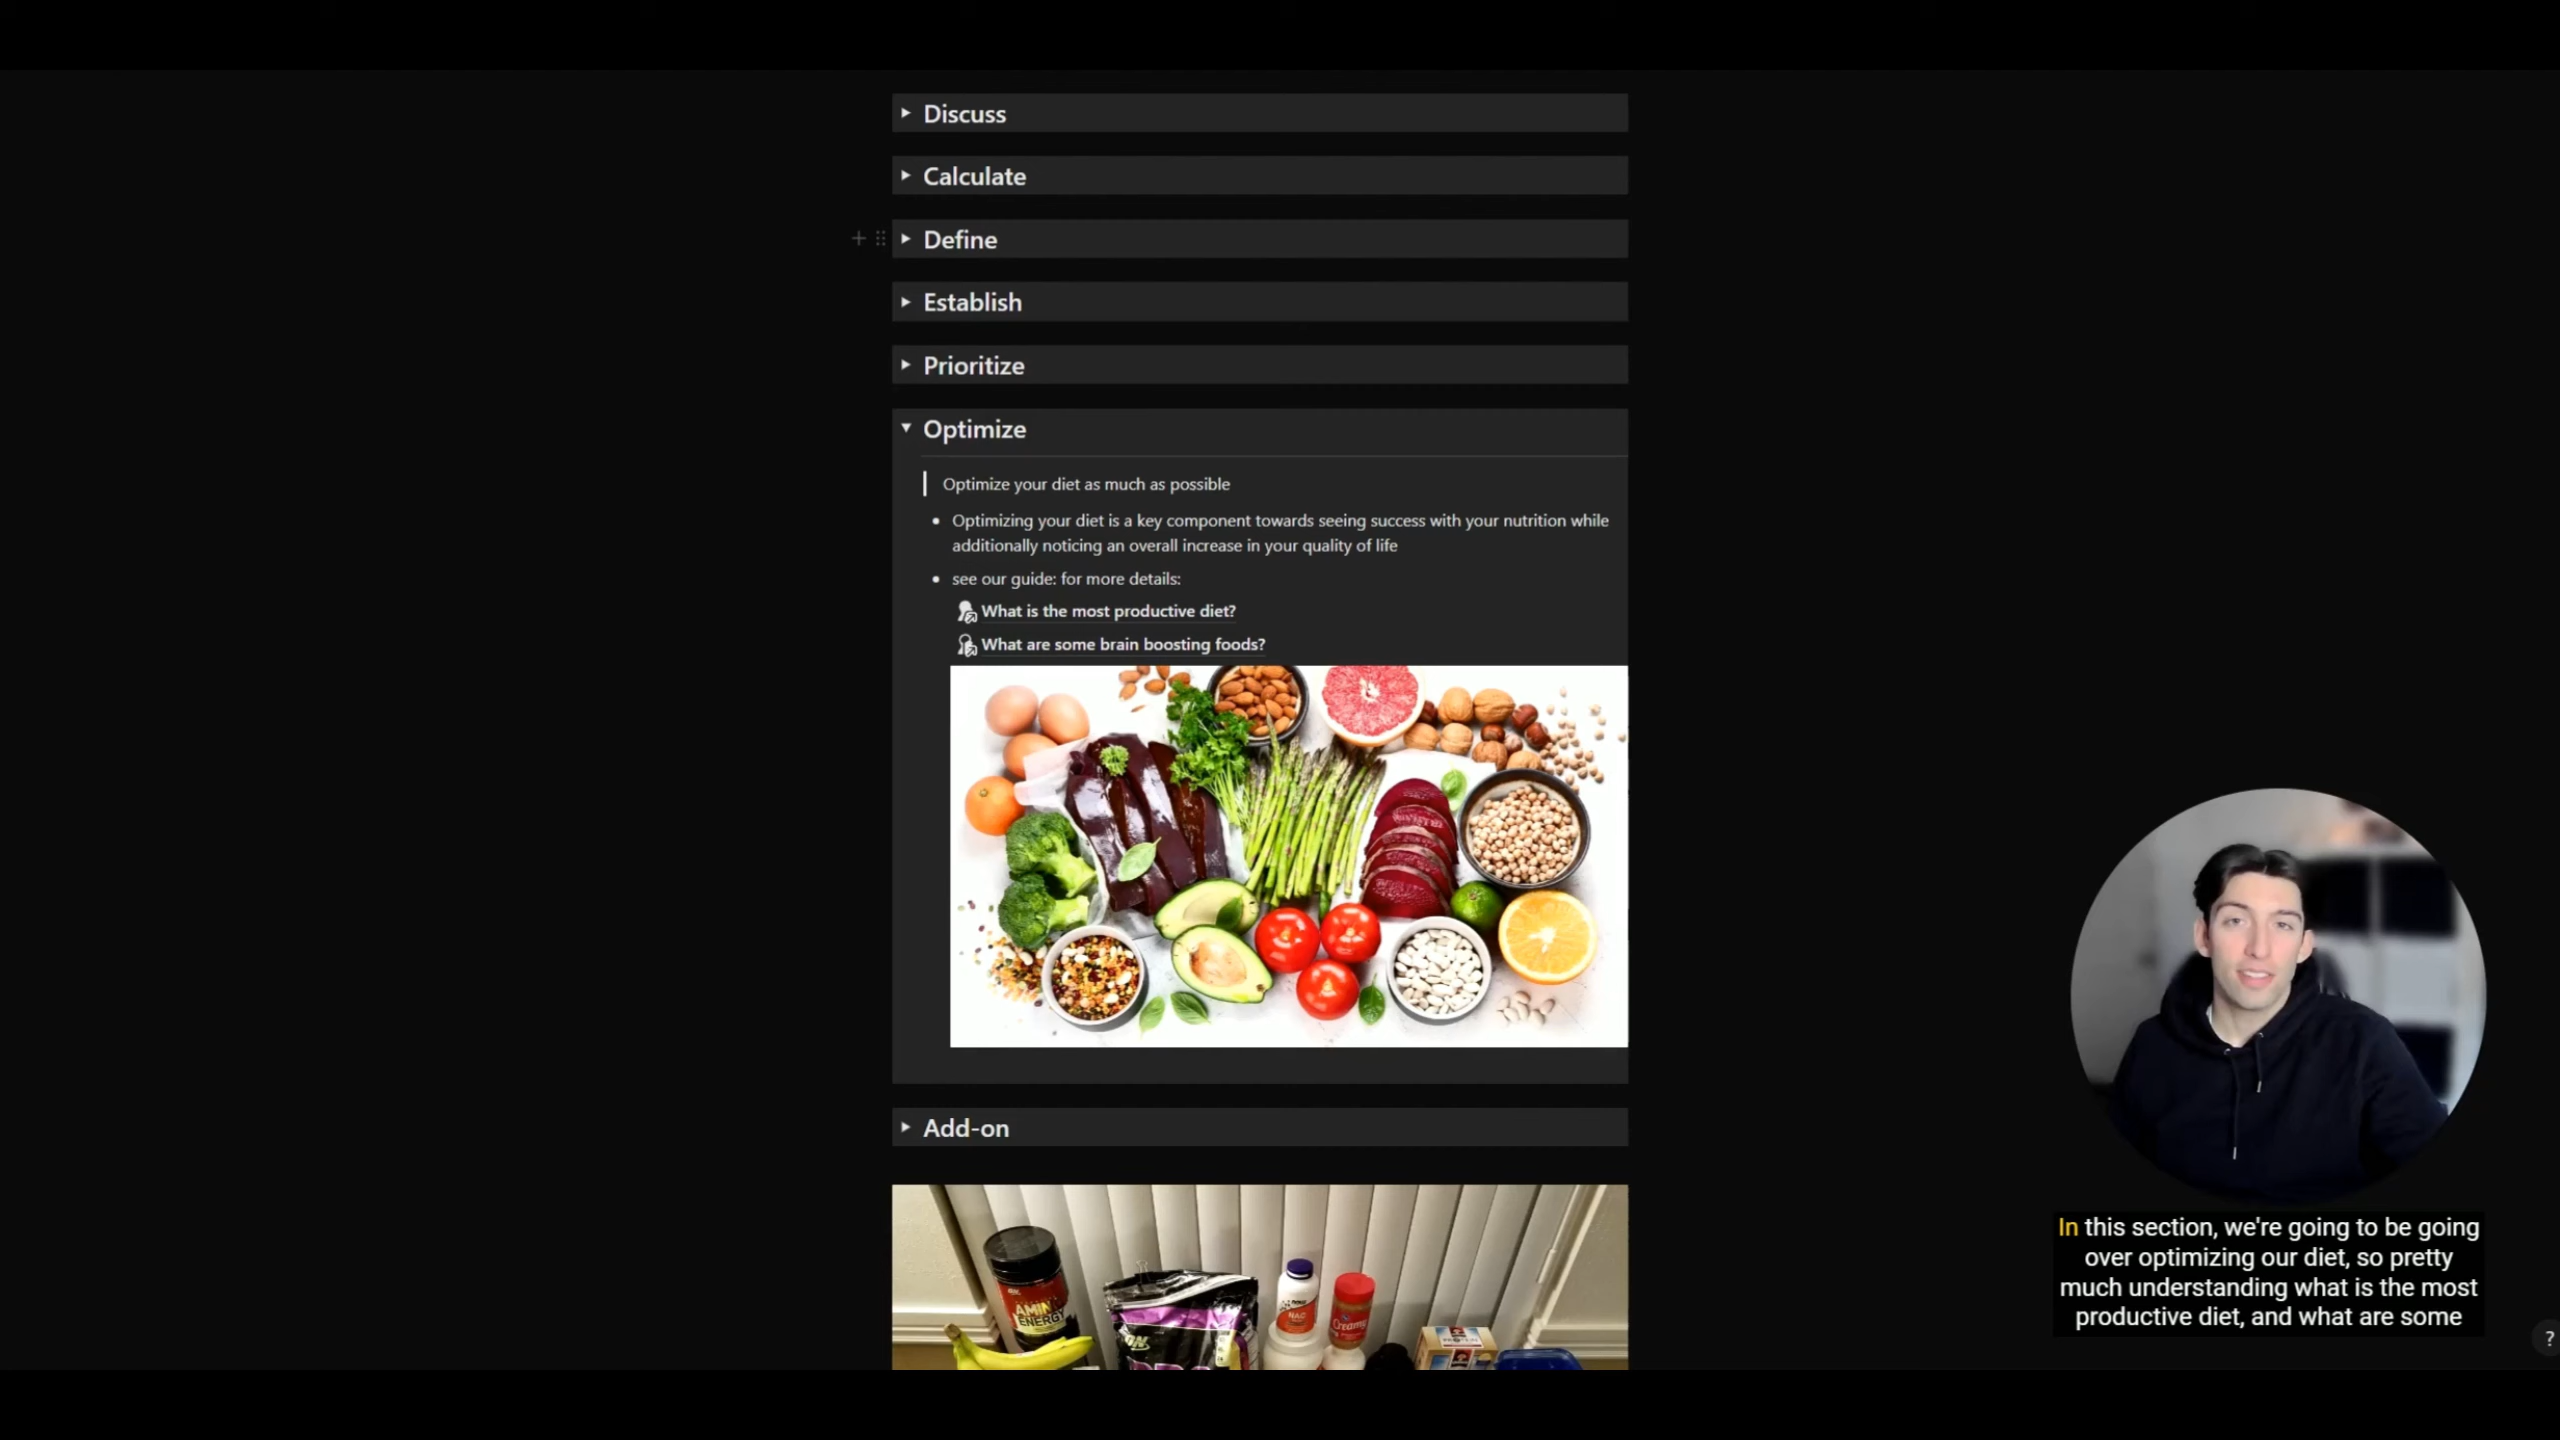 Discuss
Calculate
Define
Establish
Prioritize
Optimize
Optimize your diet as much as possible
Optimizing your diet is a key component towards seeing success with your nutrition while
additionally noticing an overall increase in your quality of life
see our guide: for more details:
What is the most productive diet?
What are some brain boosting foods?
Add-on
AMINO
ENERGY
ON
NAC
Creamy
In this section, we're going to be going
over optimizing our diet, so pretty
much understanding what is the most
productive diet, and what are some
?